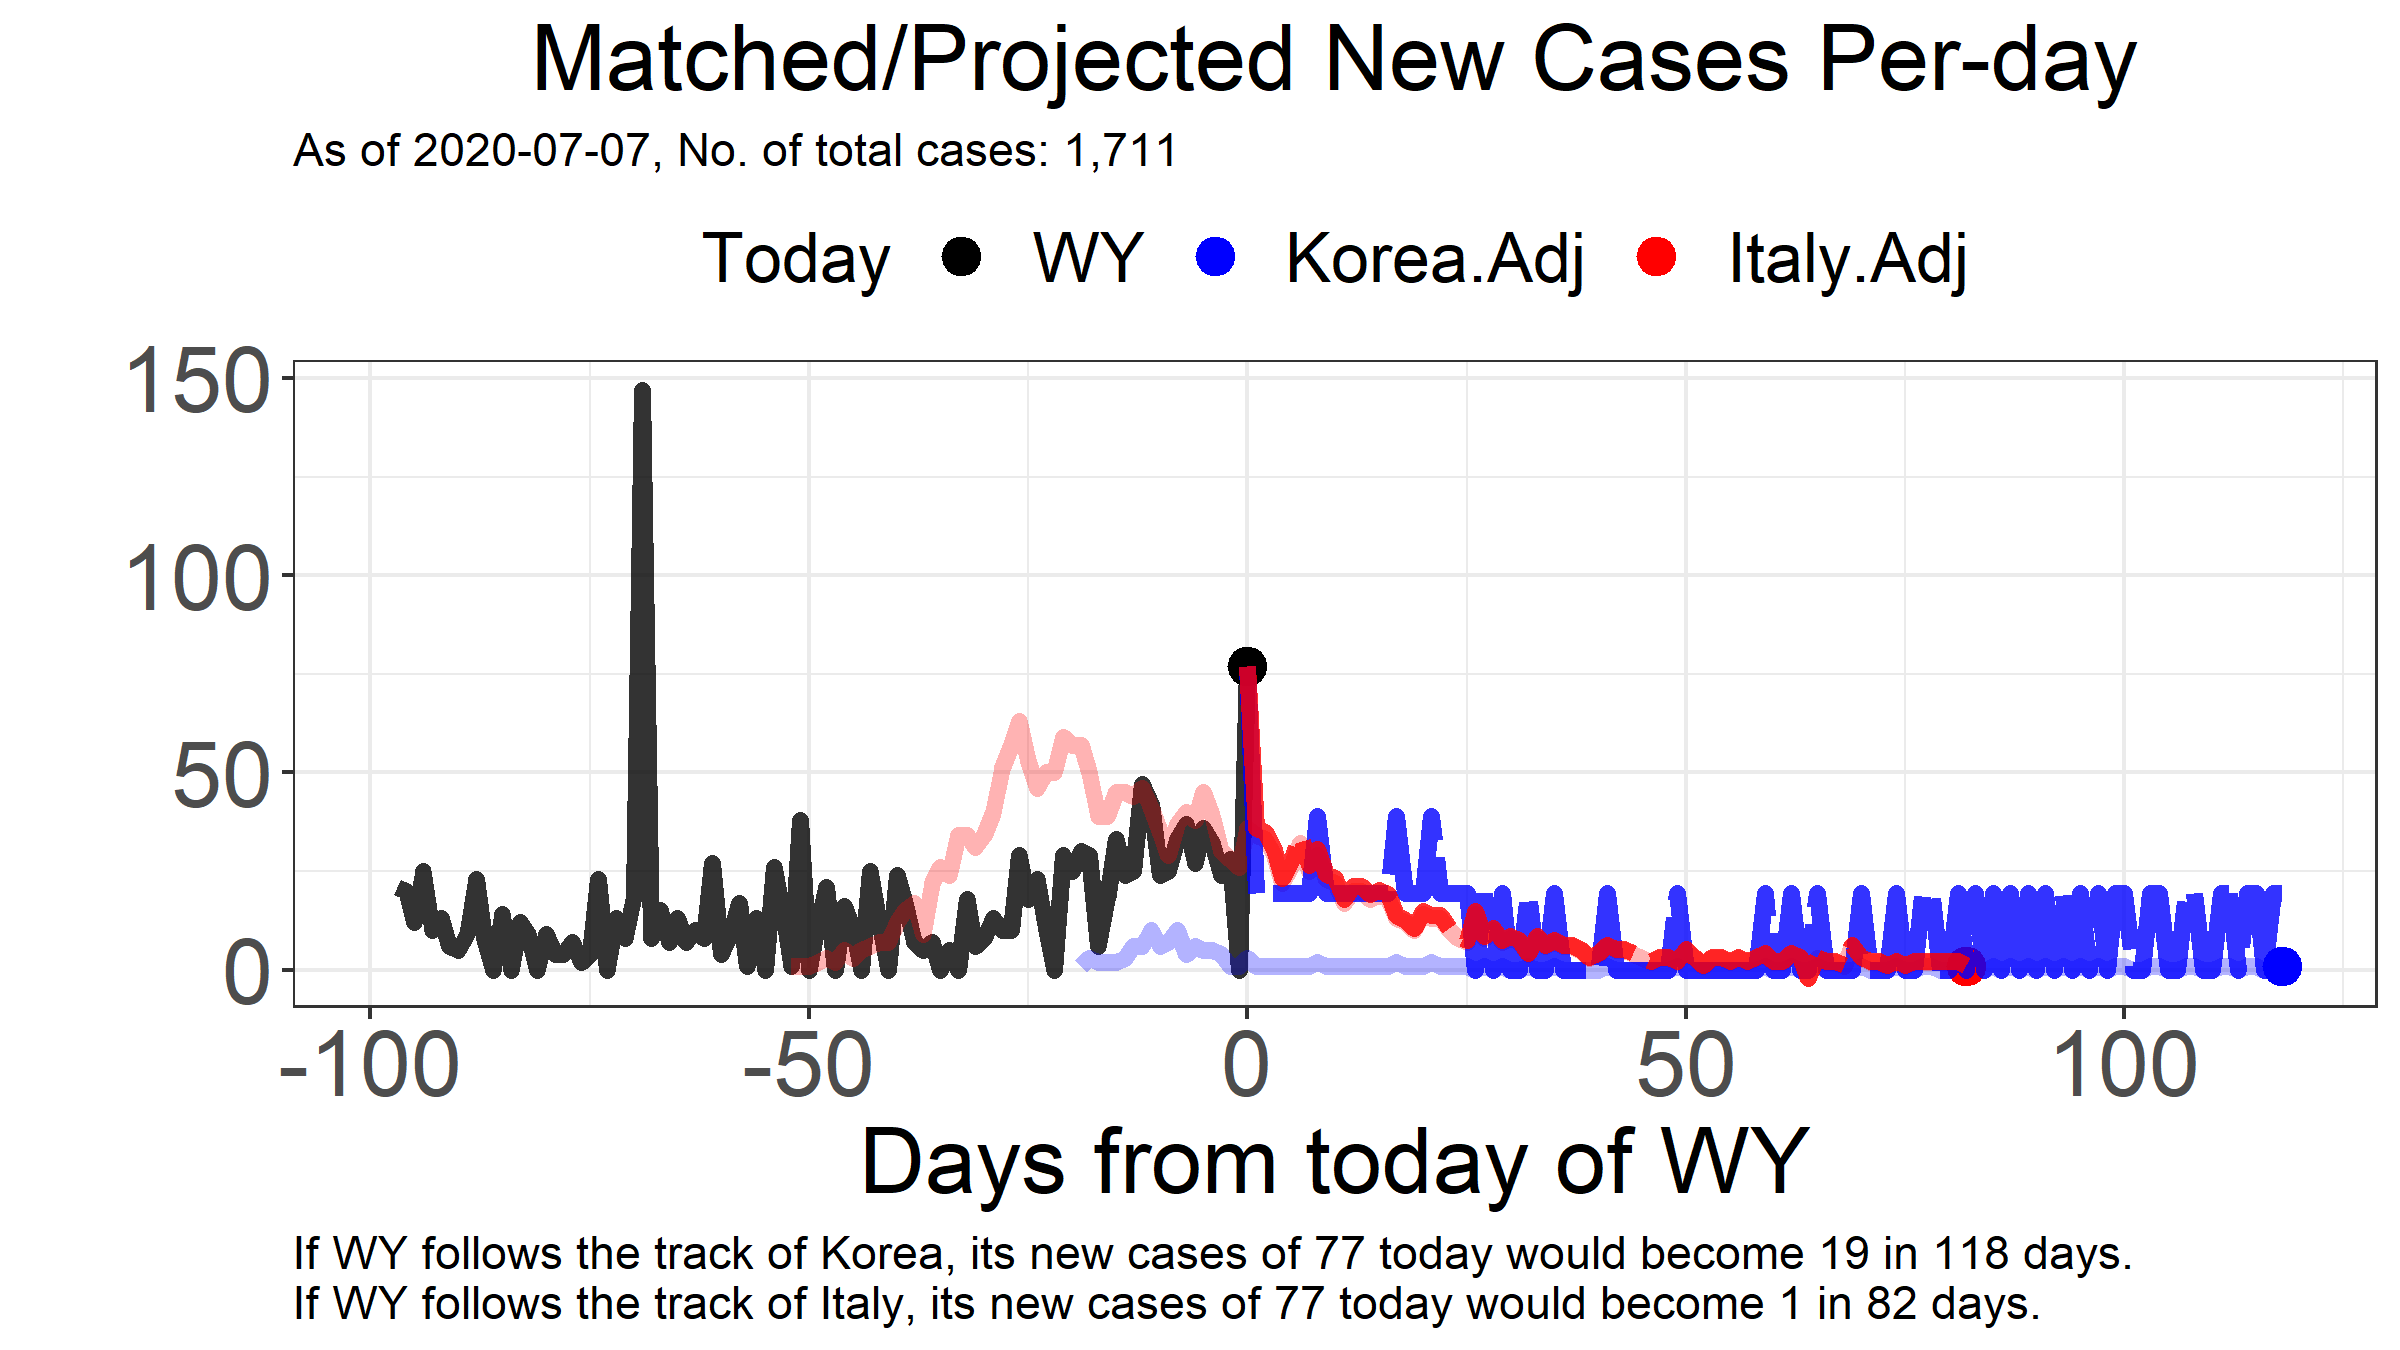 Matched/Projected New Cases Per-day
As of 2020-07-07, No. of total cases: 1,711
Today WY Korea.Adj Italy.Adj
150
100
50
0
-100 -50 0 50 100
Days from today of WY
If WY follows the track of Korea, its new cases of 77 today would become 19 in 118 days.
If WY follows the track of Italy, its new cases of 77 today would become 1 in 82 days.